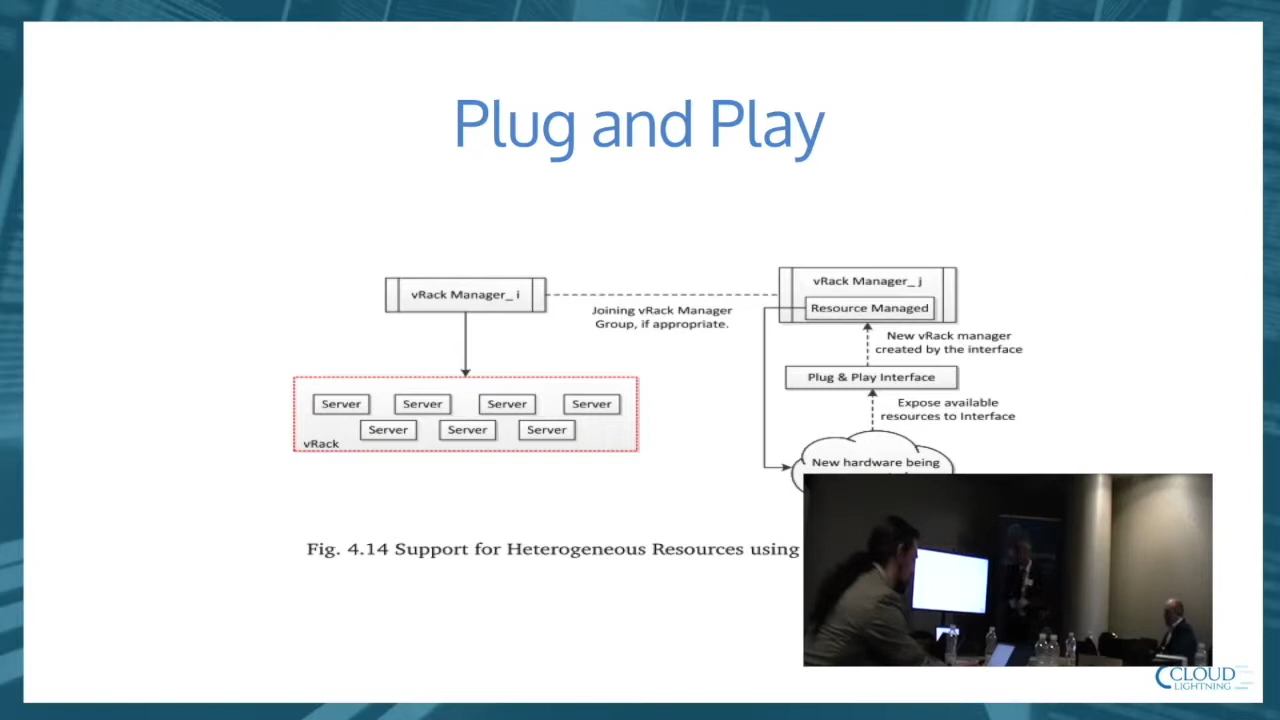 Plug and Play
vRack Manager_ i
Joining vRack Manager
Group, if appropriate.
vRack Manager_ j
Resource Managed
New vRack manager
created by the interface
Plug & Play Interface
Expose available
resources to Interface
New hardware being
Server Server Server Server
Server Server Server
vRack
Fig. 4.14 Support for Heterogeneous Resources using
CLOUD
LIGHTNING